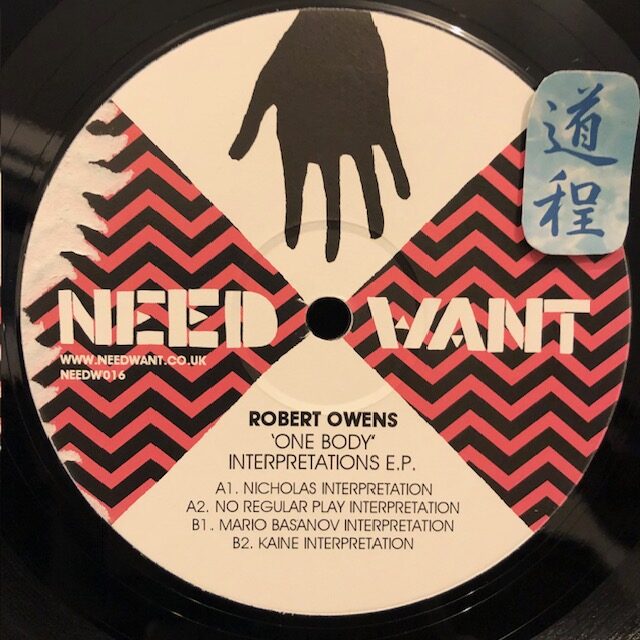 道
程
NEED WANT
WWW.NEEDWANT.CO.UK
NEEDW016
ROBERT OWENS
'ONE BODY'
INTERPRETATIONS E.P.
A1. NICHOLAS INTERPRETATION
A2. NO REGULAR PLAY INTERPRETATION
B1. MARIO BASANOV INTERPRETATION
B2. KAINE INTERPRETATION